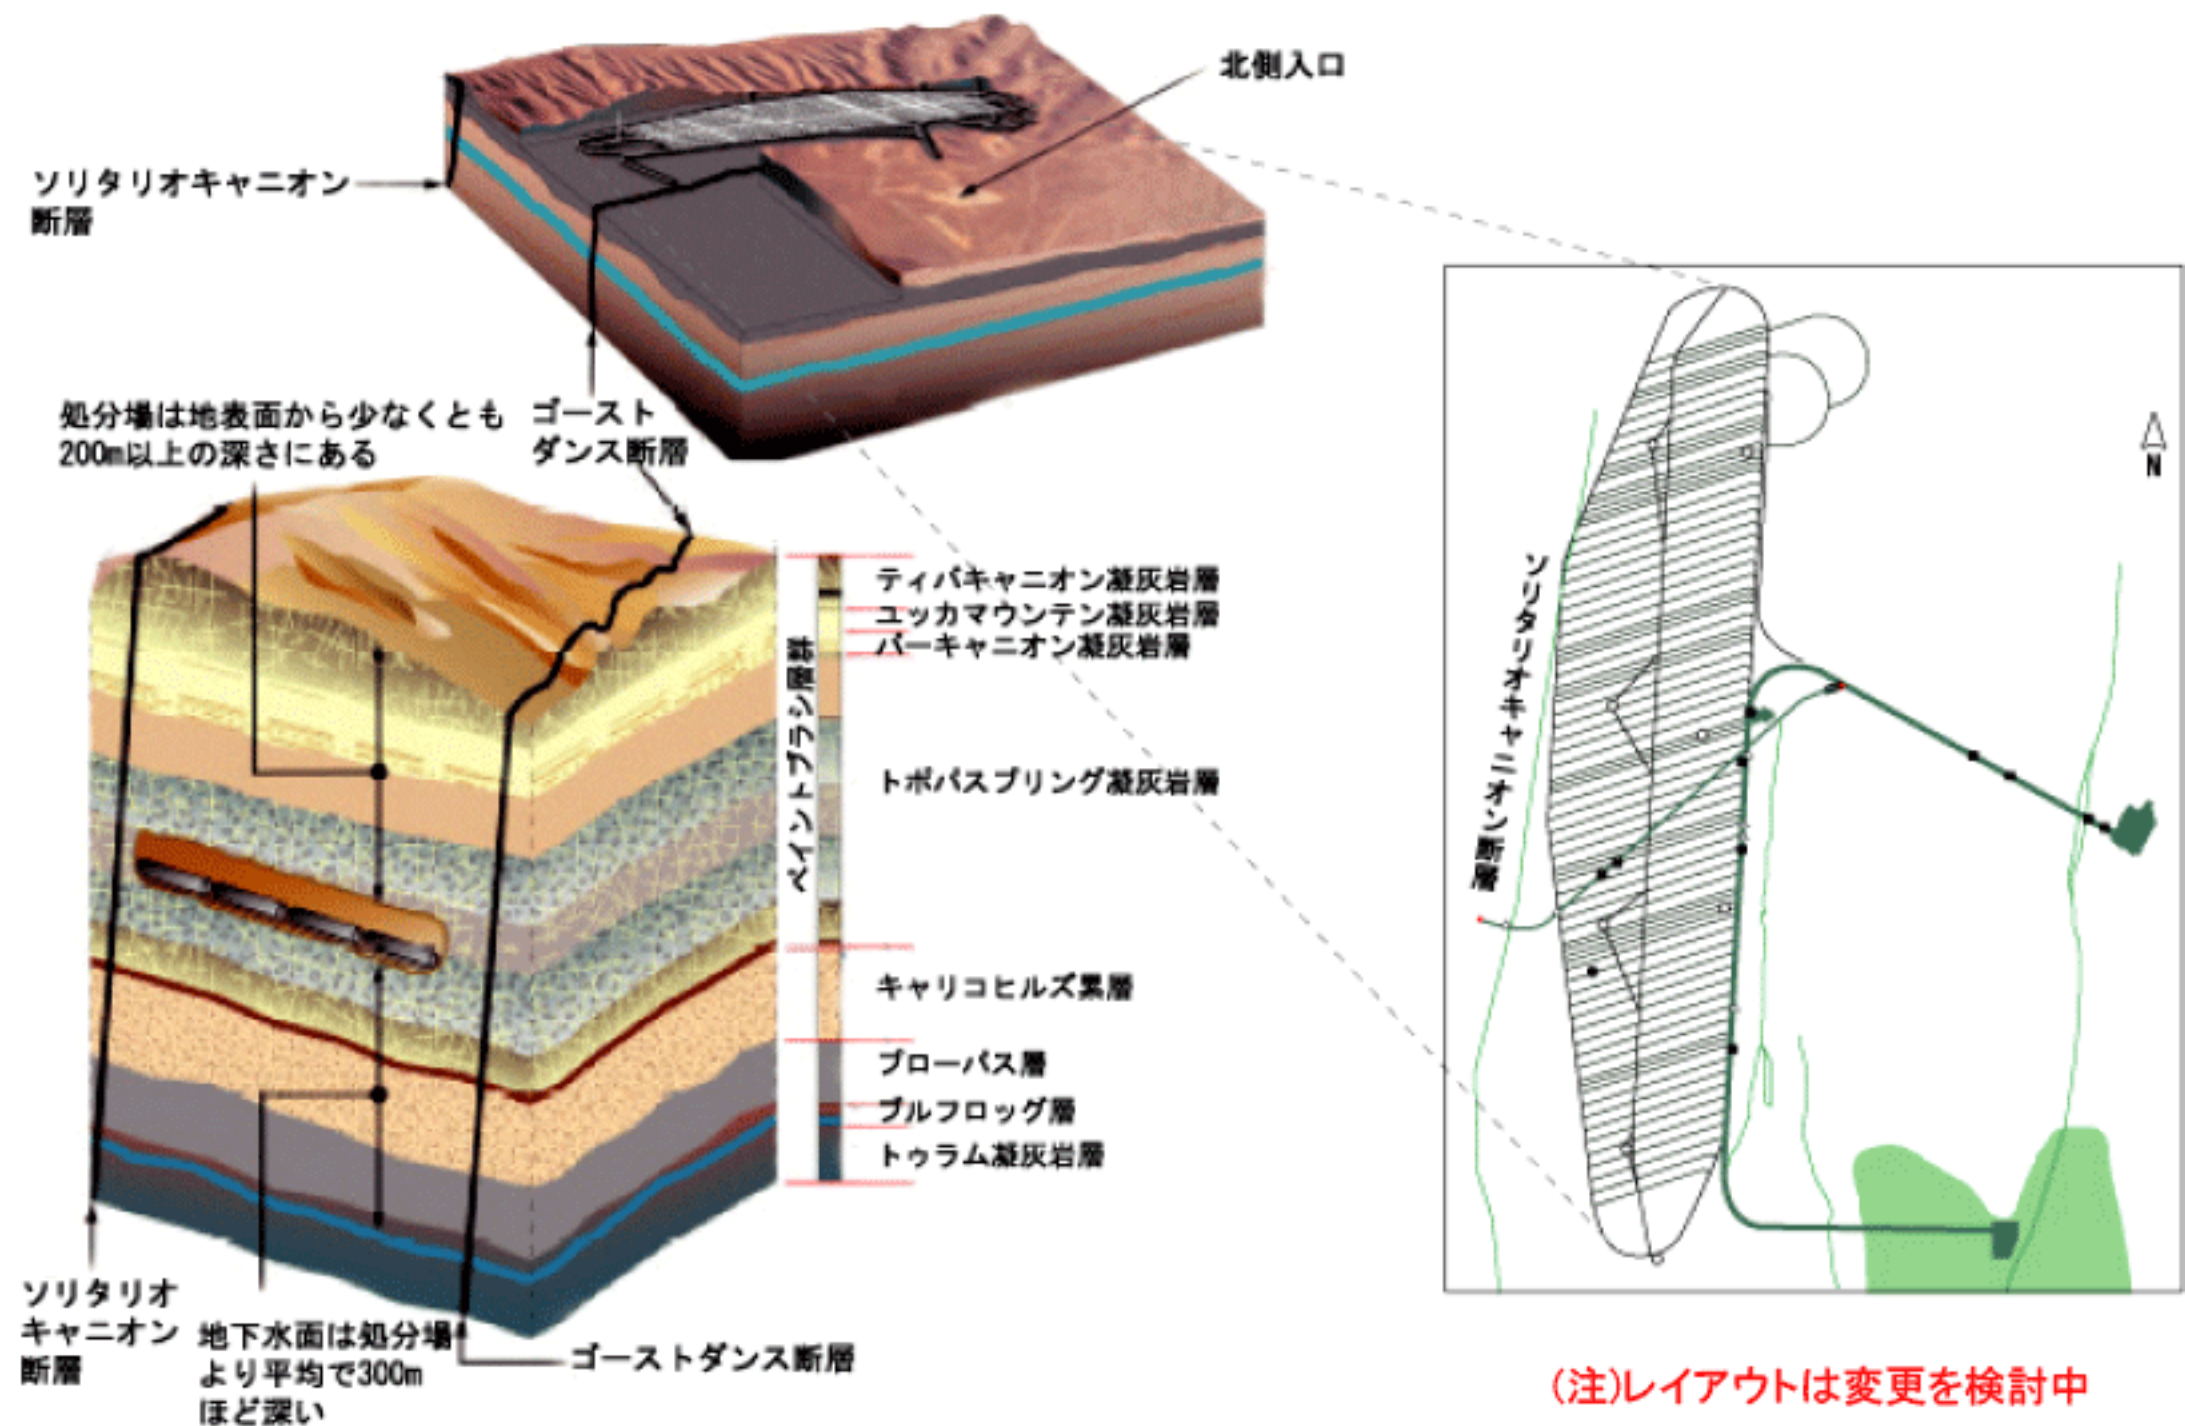 北側入口
ソリタリオキャニオン
断層
処分場は地表面から少なくとも
200m以上の深さにある
ゴースト
ダンス断層
ティバキャニオン凝灰岩層
ユッカマウンテン凝灰岩層
パーキャニオン凝灰岩層
ペイントブラシ層群
トポパスプリング凝灰岩層
キャリコヒルズ累層
プローパス層
ブルフロッグ層
トゥラム凝灰岩層
ソリタリオ
キャニオン
断層
地下水面は処分場
より平均で300m
ほど深い
ゴーストダンス断層
ソリタリオキャニオン断層
N
(注)レイアウトは変更を検討中